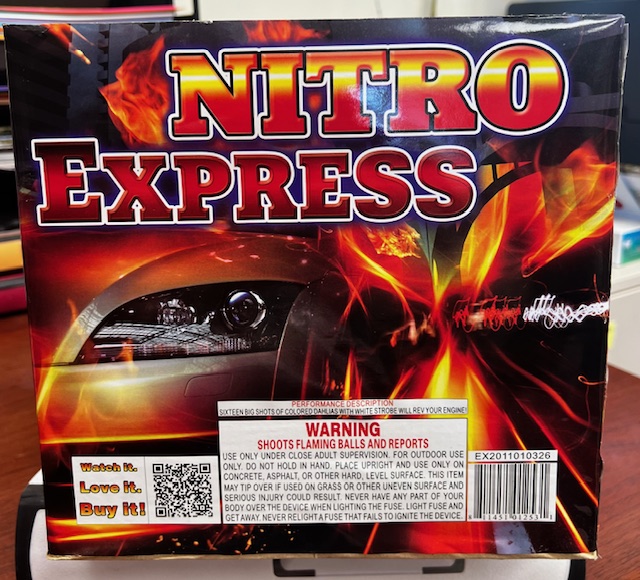 NITRO
EXPRESS
PERFORMANCE DESCRIPTION
SIXTEEN BIG SHOTS OF COLORED DAHLIAS WITH WHITE STROBE WILL REV YOUR ENGINE!
WARNING
SHOOTS FLAMING BALLS AND REPORTS
USE ONLY UNDER CLOSE ADULT SUPERVISION. FOR OUTDOOR USE
ONLY. DO NOT HOLD IN HAND. PLACE UPRIGHT AND USE ONLY ON
CONCRETE, ASPHALT, OR OTHER HARD, LEVEL SURFACE. THIS ITEM
MAY TIP OVER IF USED ON GRASS OR OTHER UNEVEN SURFACE AND
SERIOUS INJURY COULD RESULT. NEVER HAVE ANY PART OF YOUR
BODY OVER THE DEVICE WHEN LIGHTING THE FUSE. LIGHT FUSE AND
GET AWAY. NEVER RELIGHT A FUSE THAT FAILS TO IGNITE THE DEVICE.
Watch it.
Love it.
Buy it!
EX2011010326
11451 01253 1